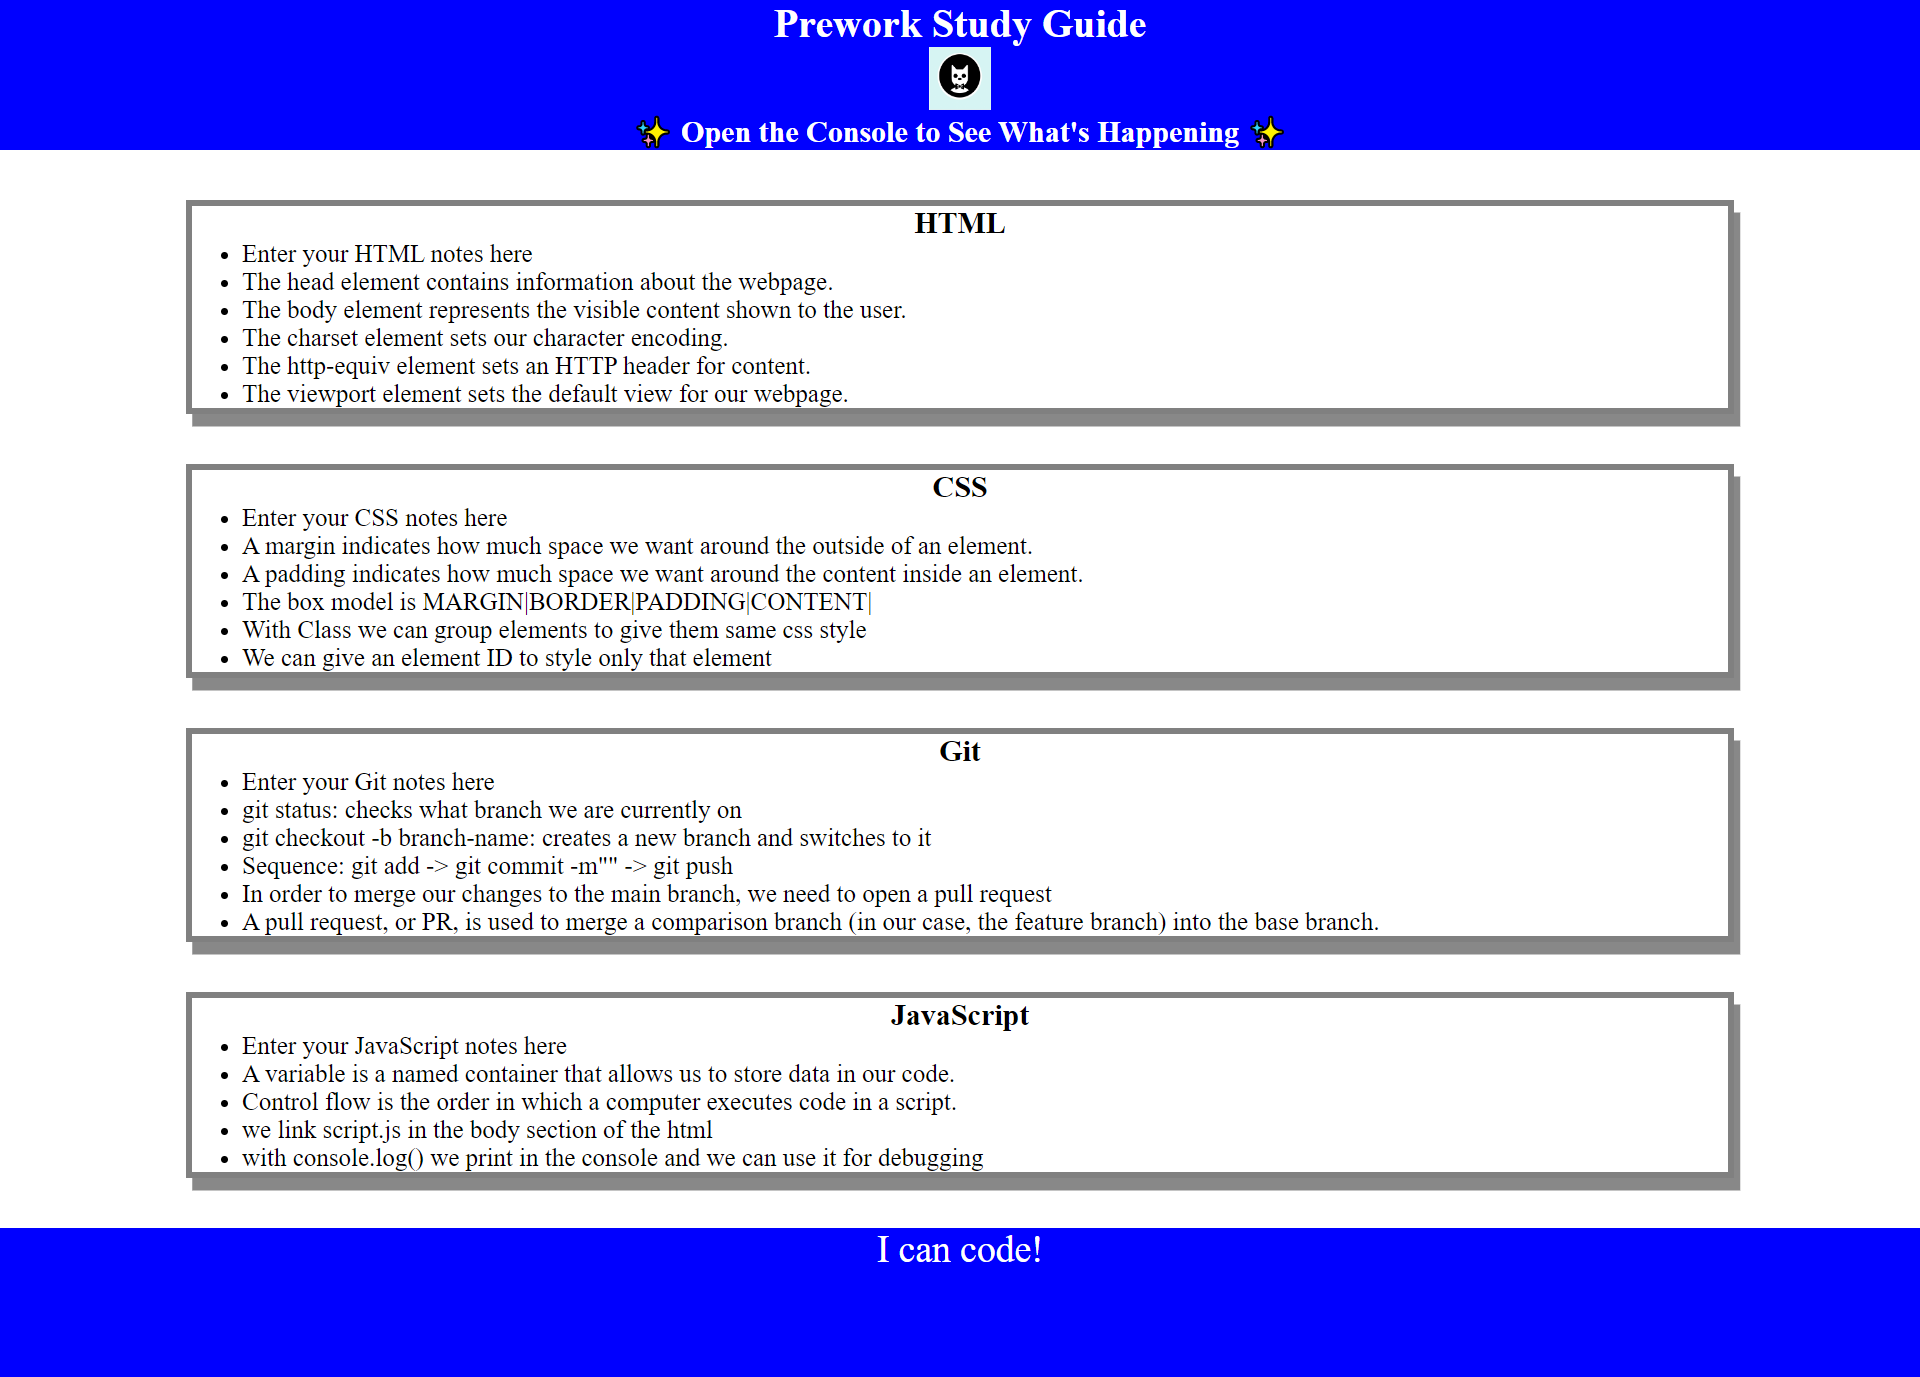 Prework Study Guide
✨ Open the Console to See What's Happening ✨
HTML
• Enter your HTML notes here
• The head element contains information about the webpage.
• The body element represents the visible content shown to the user.
• The charset element sets our character encoding.
• The http-equiv element sets an HTTP header for content.
• The viewport element sets the default view for our webpage.
CSS
• Enter your CSS notes here
• A margin indicates how much space we want around the outside of an element.
• A padding indicates how much space we want around the content inside an element.
• The box model is MARGIN|BORDER|PADDING|CONTENT|
• With Class we can group elements to give them same css style
• We can give an element ID to style only that element
Git
• Enter your Git notes here
• git status: checks what branch we are currently on
• git checkout -b branch-name: creates a new branch and switches to it
• Sequence: git add -> git commit -m"" -> git push
• In order to merge our changes to the main branch, we need to open a pull request
• A pull request, or PR, is used to merge a comparison branch (in our case, the feature branch) into the base branch.
JavaScript
• Enter your JavaScript notes here
• A variable is a named container that allows us to store data in our code.
• Control flow is the order in which a computer executes code in a script.
• we link script.js in the body section of the html
• with console.log() we print in the console and we can use it for debugging
I can code!